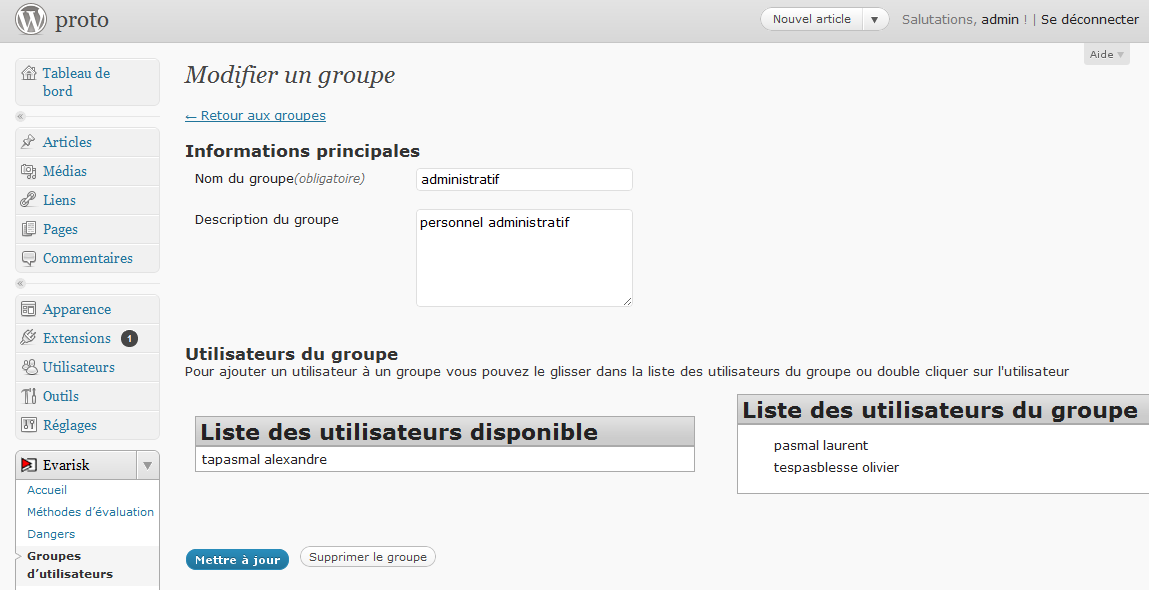 proto
Nouvel article ▼
Salutations, admin ! | Se déconnecter
Aide ▼
Tableau de
bord
Articles
Médias
Liens
Pages
Commentaires
Apparence
Extensions 1
Utilisateurs
Outils
Réglages
Evarisk ▼
Accueil
Méthodes d’évaluation
Dangers
Groupes
d’utilisateurs
Modifier un groupe
← Retour aux groupes
Informations principales
Nom du groupe(obligatoire)
administratif
Description du groupe
personnel administratif
Utilisateurs du groupe
Pour ajouter un utilisateur à un groupe vous pouvez le glisser dans la liste des utilisateurs du groupe ou double cliquer sur l'utilisateur
Liste des utilisateurs disponible
tapasmal alexandre
Liste des utilisateurs du groupe
pasmal laurent
tespasblesse olivier
Mettre à jour
Supprimer le groupe